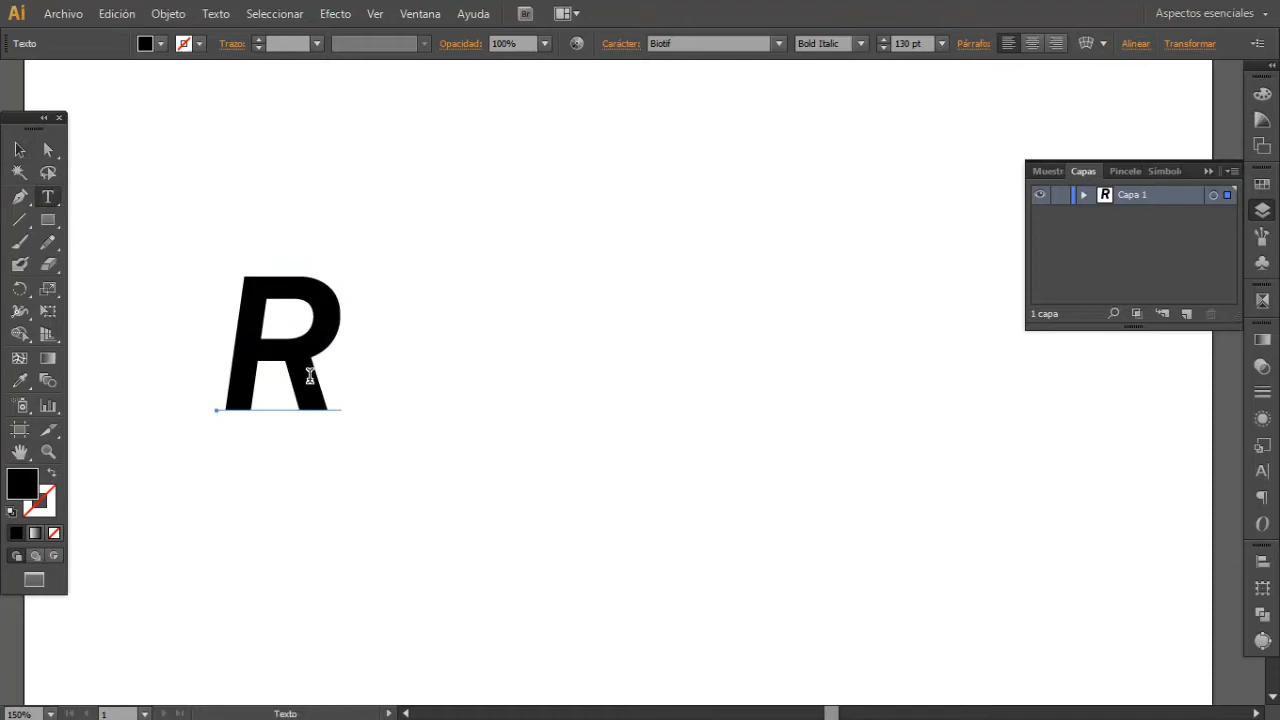 Ai Archivo Edición Objeto Texto Seleccionar Efecto Ver Ventana Ayuda Br Aspectos esenciales
Texto Trazo: Opacidad: 100% Carácter: Biotif Bold Italic 130 pt Párrafo: Alinear Transformar
Muestr Capas Pincele Símbolo
R Capa 1
R
1 capa
150% 1 Texto